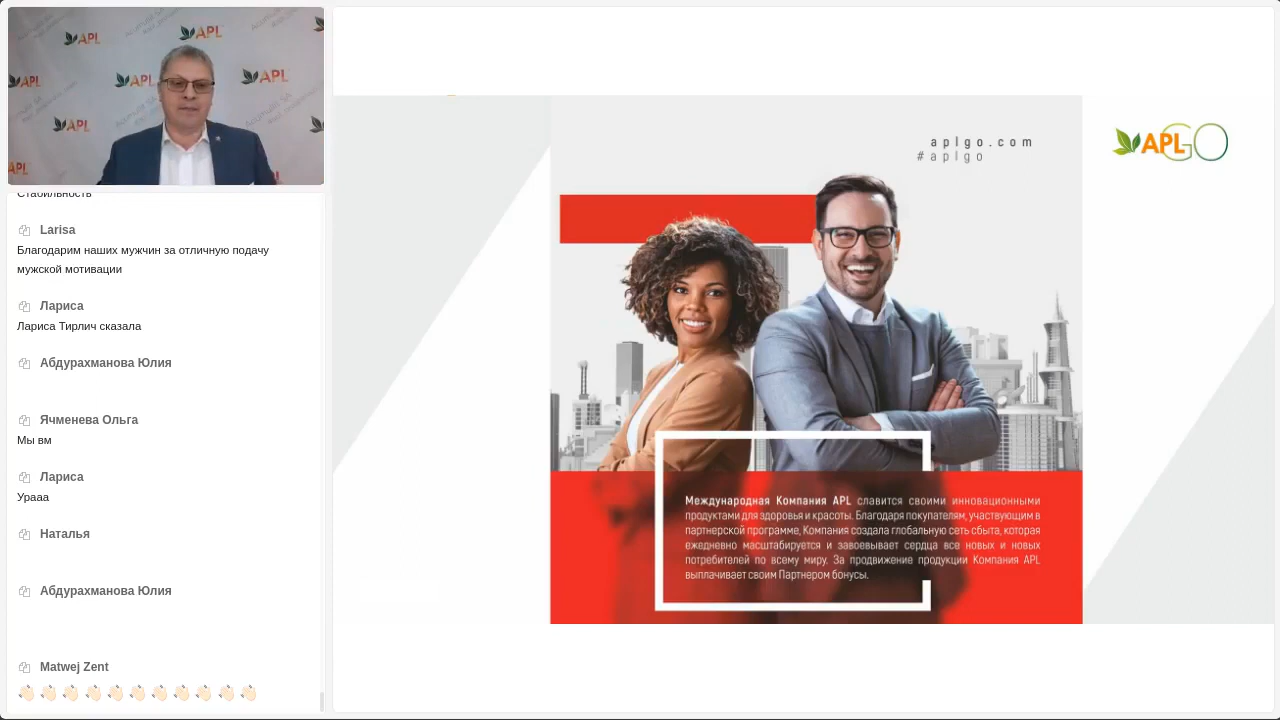 APL
APL
APL
APL
APL
APL
APL
Стабильность
Larisa
Благодарим наших мужчин за отличную подачу
мужской мотивации
Лариса
Лариса Тирлич сказала
Абдурахманова Юлия
Ячменева Ольга
Мы вм
Лариса
Урааа
Наталья
Абдурахманова Юлия
Matwej Zent
aplgo.com
#aplgo
APLGO
Международная Компания APL славится своими инновационными
продуктами для здоровья и красоты. Благодаря покупателям, участвующим в
партнерской программе, Компания создала глобальную сеть сбыта, которая
ежедневно масштабируется и завоевывает сердца все новых и новых
потребителей по всему миру. За продвижение продукции Компания APL
выплачивает своим Партнером бонусы.